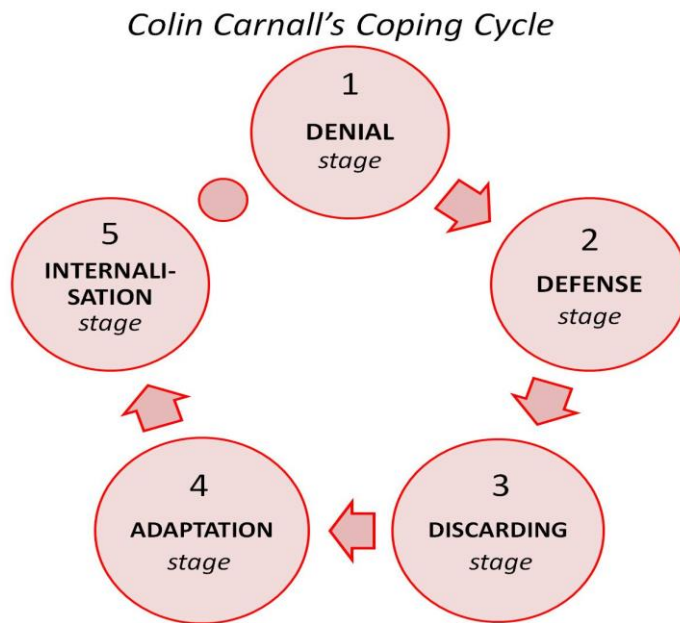 Colin Carnall's Coping Cycle
1
DENIAL
stage
2
DEFENSE
stage
3
DISCARDING
stage
4
ADAPTATION
stage
5
INTERNALI-
SATION
stage